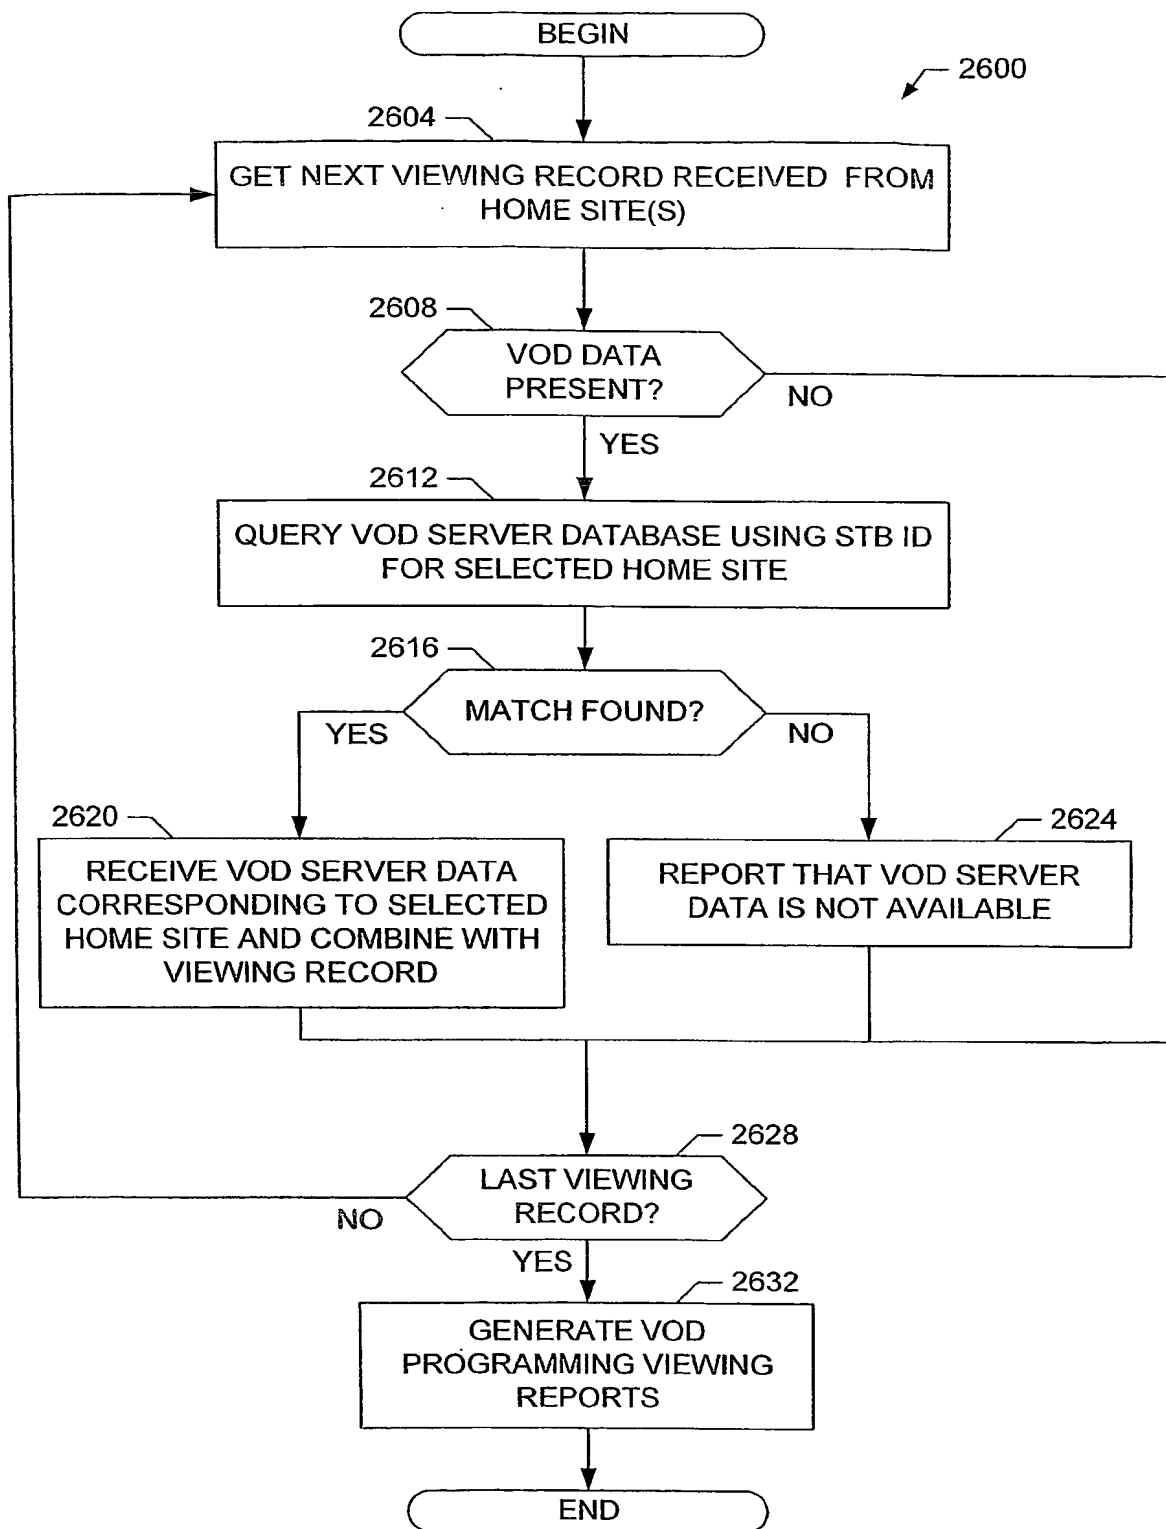 BEGIN
2600
2604
GET NEXT VIEWING RECORD RECEIVED FROM
HOME SITE(S)
2608
VOD DATA
PRESENT?
NO
YES
2612
QUERY VOD SERVER DATABASE USING STB ID
FOR SELECTED HOME SITE
2616
MATCH FOUND?
YES
NO
2620
RECEIVE VOD SERVER DATA
CORRESPONDING TO SELECTED
HOME SITE AND COMBINE WITH
VIEWING RECORD
2624
REPORT THAT VOD SERVER
DATA IS NOT AVAILABLE
2628
LAST VIEWING
RECORD?
NO
YES
2632
GENERATE VOD
PROGRAMMING VIEWING
REPORTS
END